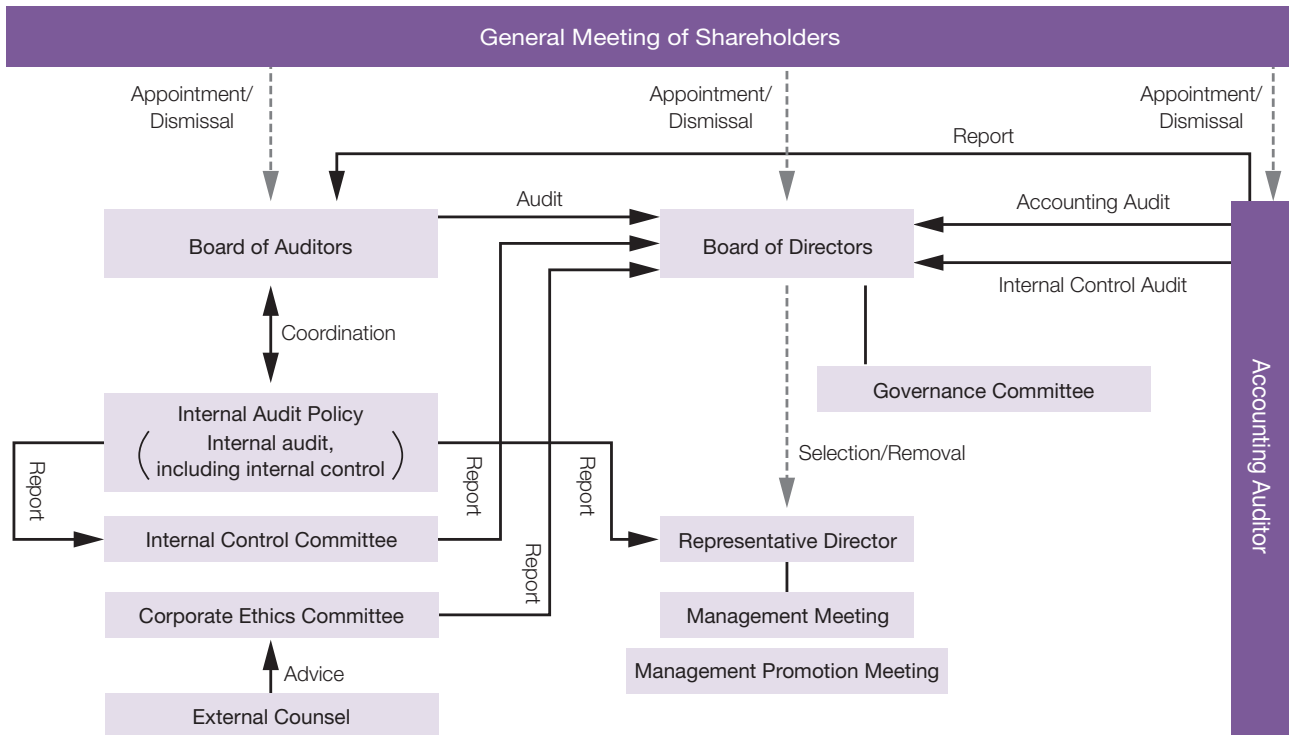 General Meeting of Shareholders
Appointment/
Dismissal
Appointment/
Dismissal
Appointment/
Dismissal
Report
Audit
Accounting Audit
Board of Auditors
Board of Directors
Internal Control Audit
Coordination
Governance Committee
Internal Audit Policy
(Internal audit,
including internal control)
Selection/Removal
Report
Report
Report
Report
Internal Control Committee
Representative Director
Corporate Ethics Committee
Management Meeting
Management Promotion Meeting
Advice
External Counsel
Accounting Auditor